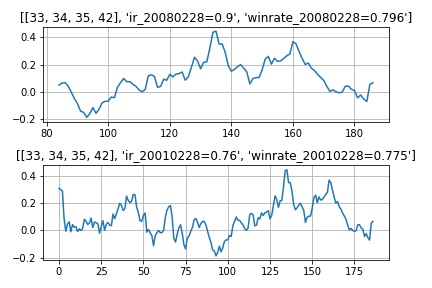 [[33, 34, 35, 42], 'ir_20080228=0.9', 'winrate_20080228=0.796']
0.4
0.2
0.0
−0.2
80 100 120 140 160 180
[[33, 34, 35, 42], 'ir_20010228=0.76', 'winrate_20010228=0.775']
0.4
0.2
0.0
−0.2
0 25 50 75 100 125 150 175